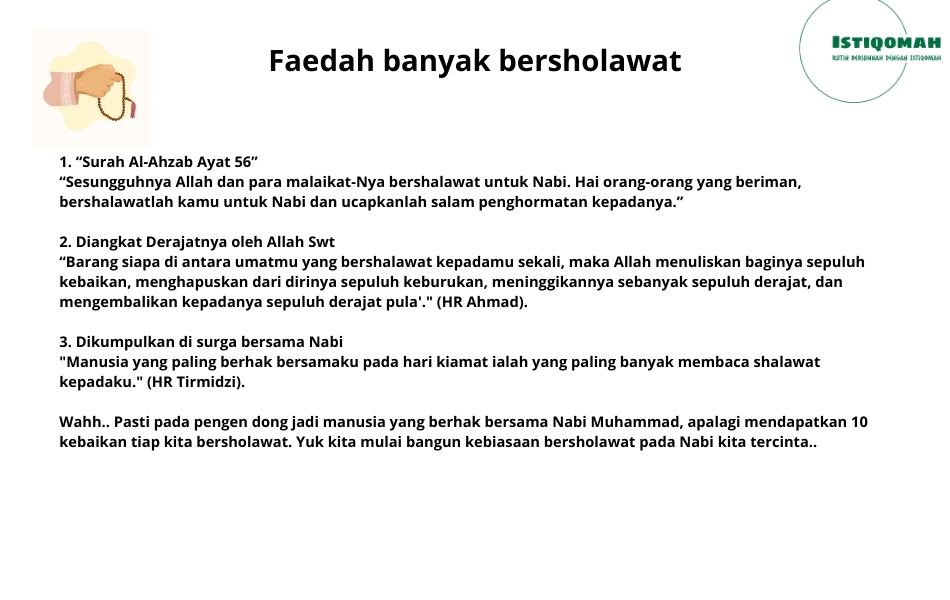 Faedah banyak bersholawat
ISTIQOMAH
RUTIN BERSUNNAH DENGAN ISTIQOMAH
1. “Surah Al-Ahzab Ayat 56”
“Sesungguhnya Allah dan para malaikat-Nya bershalawat untuk Nabi. Hai orang-orang yang beriman,
bershalawatlah kamu untuk Nabi dan ucapkanlah salam penghormatan kepadanya.”
2. Diangkat Derajatnya oleh Allah Swt
“Barang siapa di antara umatmu yang bershalawat kepadamu sekali, maka Allah menuliskan baginya sepuluh
kebaikan, menghapuskan dari dirinya sepuluh keburukan, meninggikannya sebanyak sepuluh derajat, dan
mengembalikan kepadanya sepuluh derajat pula'." (HR Ahmad).
3. Dikumpulkan di surga bersama Nabi
"Manusia yang paling berhak bersamaku pada hari kiamat ialah yang paling banyak membaca shalawat
kepadaku." (HR Tirmidzi).
Wahh.. Pasti pada pengen dong jadi manusia yang berhak bersama Nabi Muhammad, apalagi mendapatkan 10
kebaikan tiap kita bersholawat. Yuk kita mulai bangun kebiasaan bersholawat pada Nabi kita tercinta..